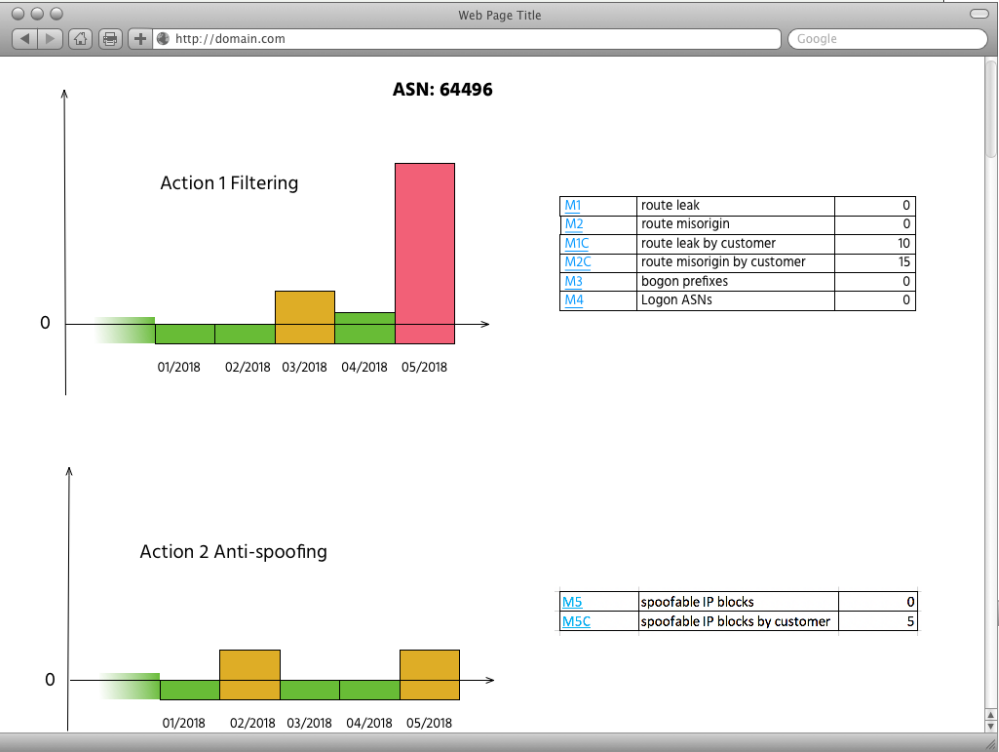 Web Page Title
http://domain.com
Google
ASN: 64496
Action 1 Filtering
M1 route leak 0
M2 route misorigin 0
M1C route leak by customer 10
M2C route misorigin by customer 15
M3 bogon prefixes 0
M4 Logon ASNs 0
0
01/2018 02/2018 03/2018 04/2018 05/2018
Action 2 Anti-spoofing
M5 spoofable IP blocks 0
M5C spoofable IP blocks by customer 5
0
01/2018 02/2018 03/2018 04/2018 05/2018